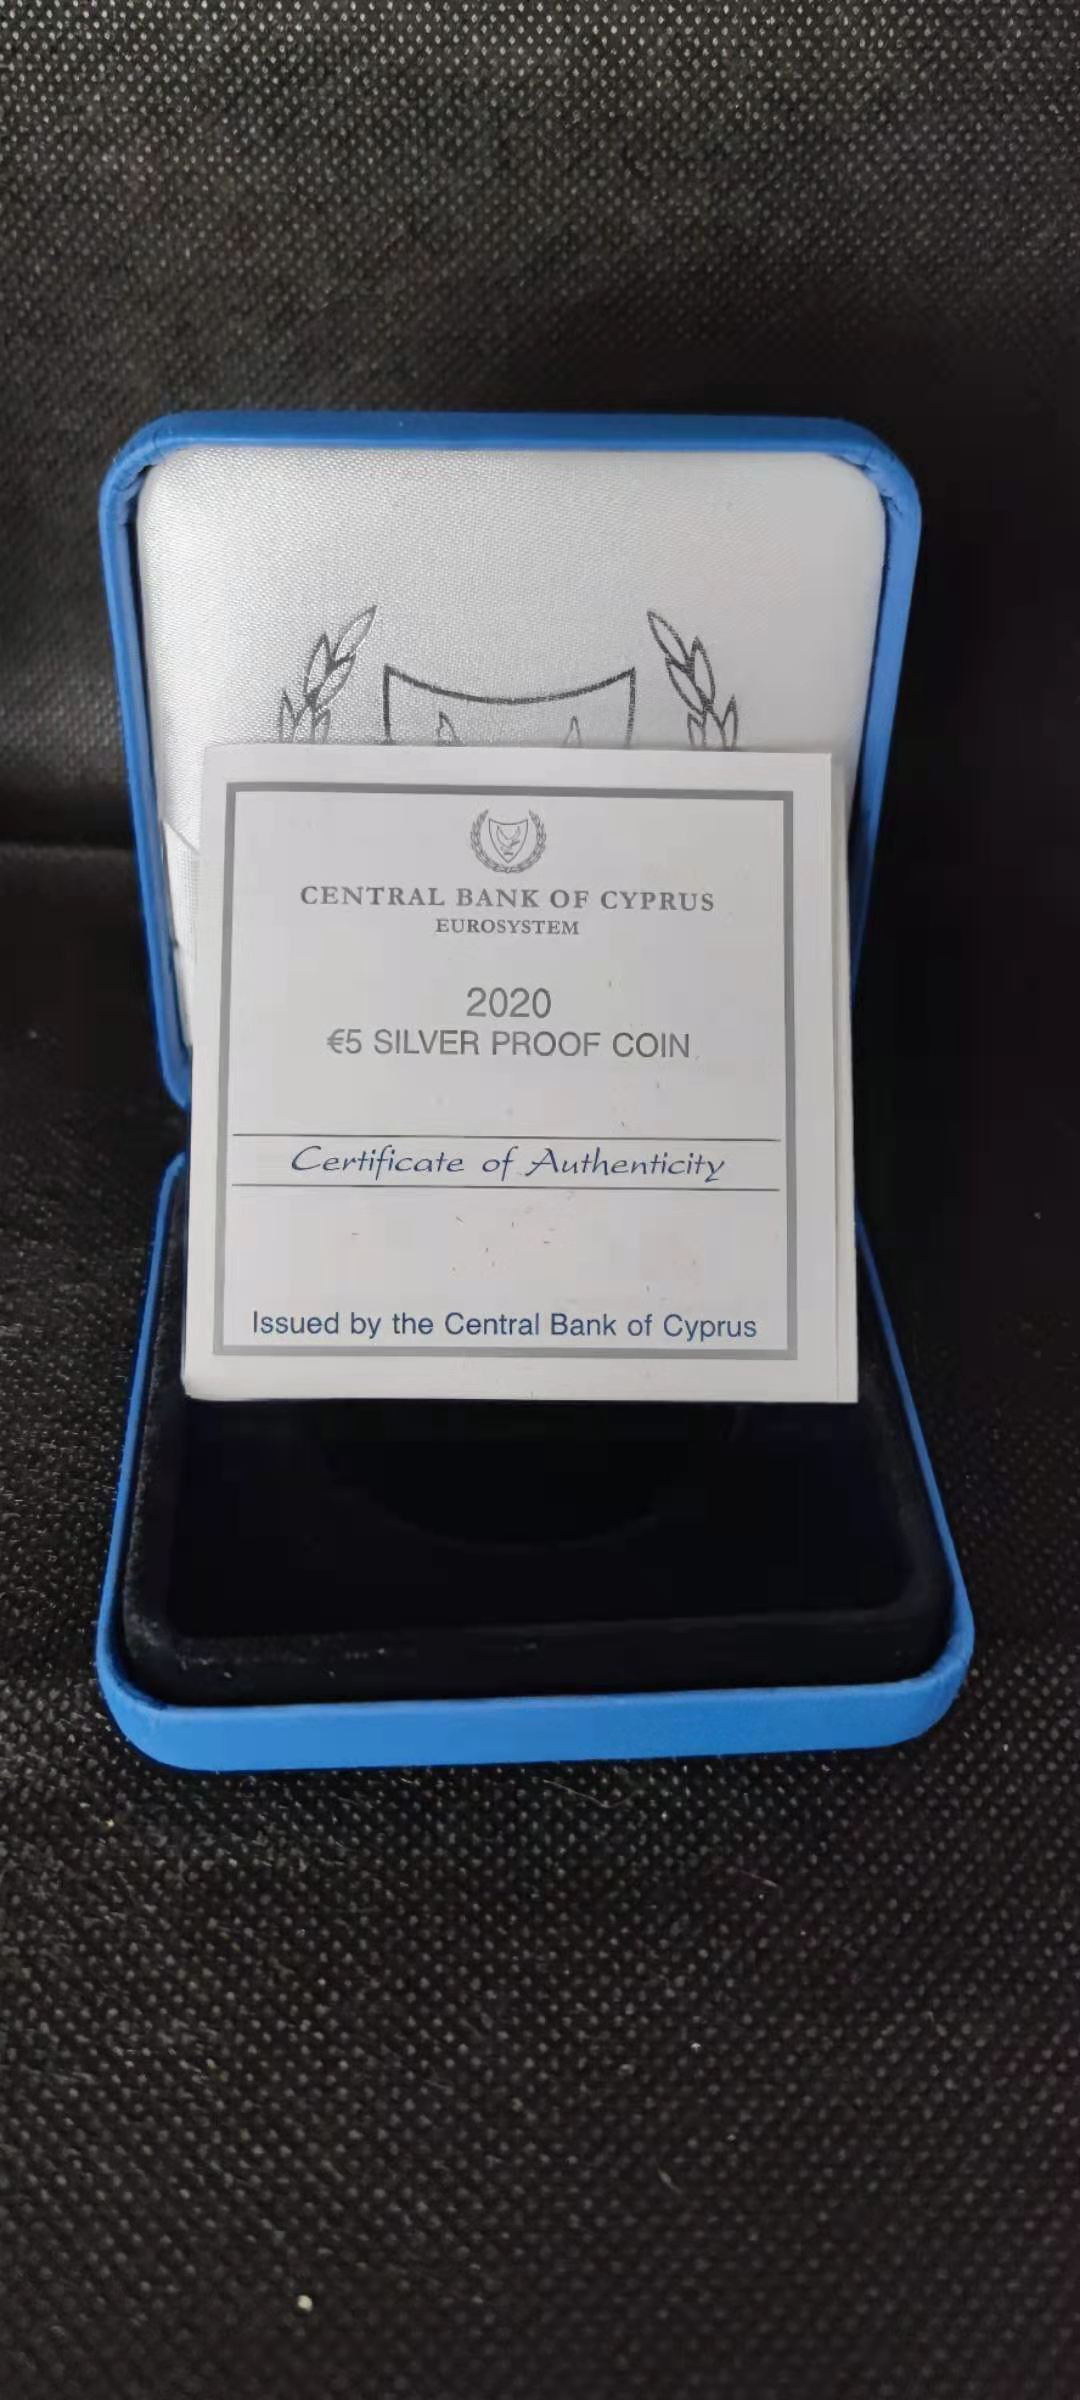 CENTRAL BANK OF CYPRUS
EUROSYSTEM
2020
€5 SILVER PROOF COIN
Certificate of Authenticity
Issued by the Central Bank of Cyprus